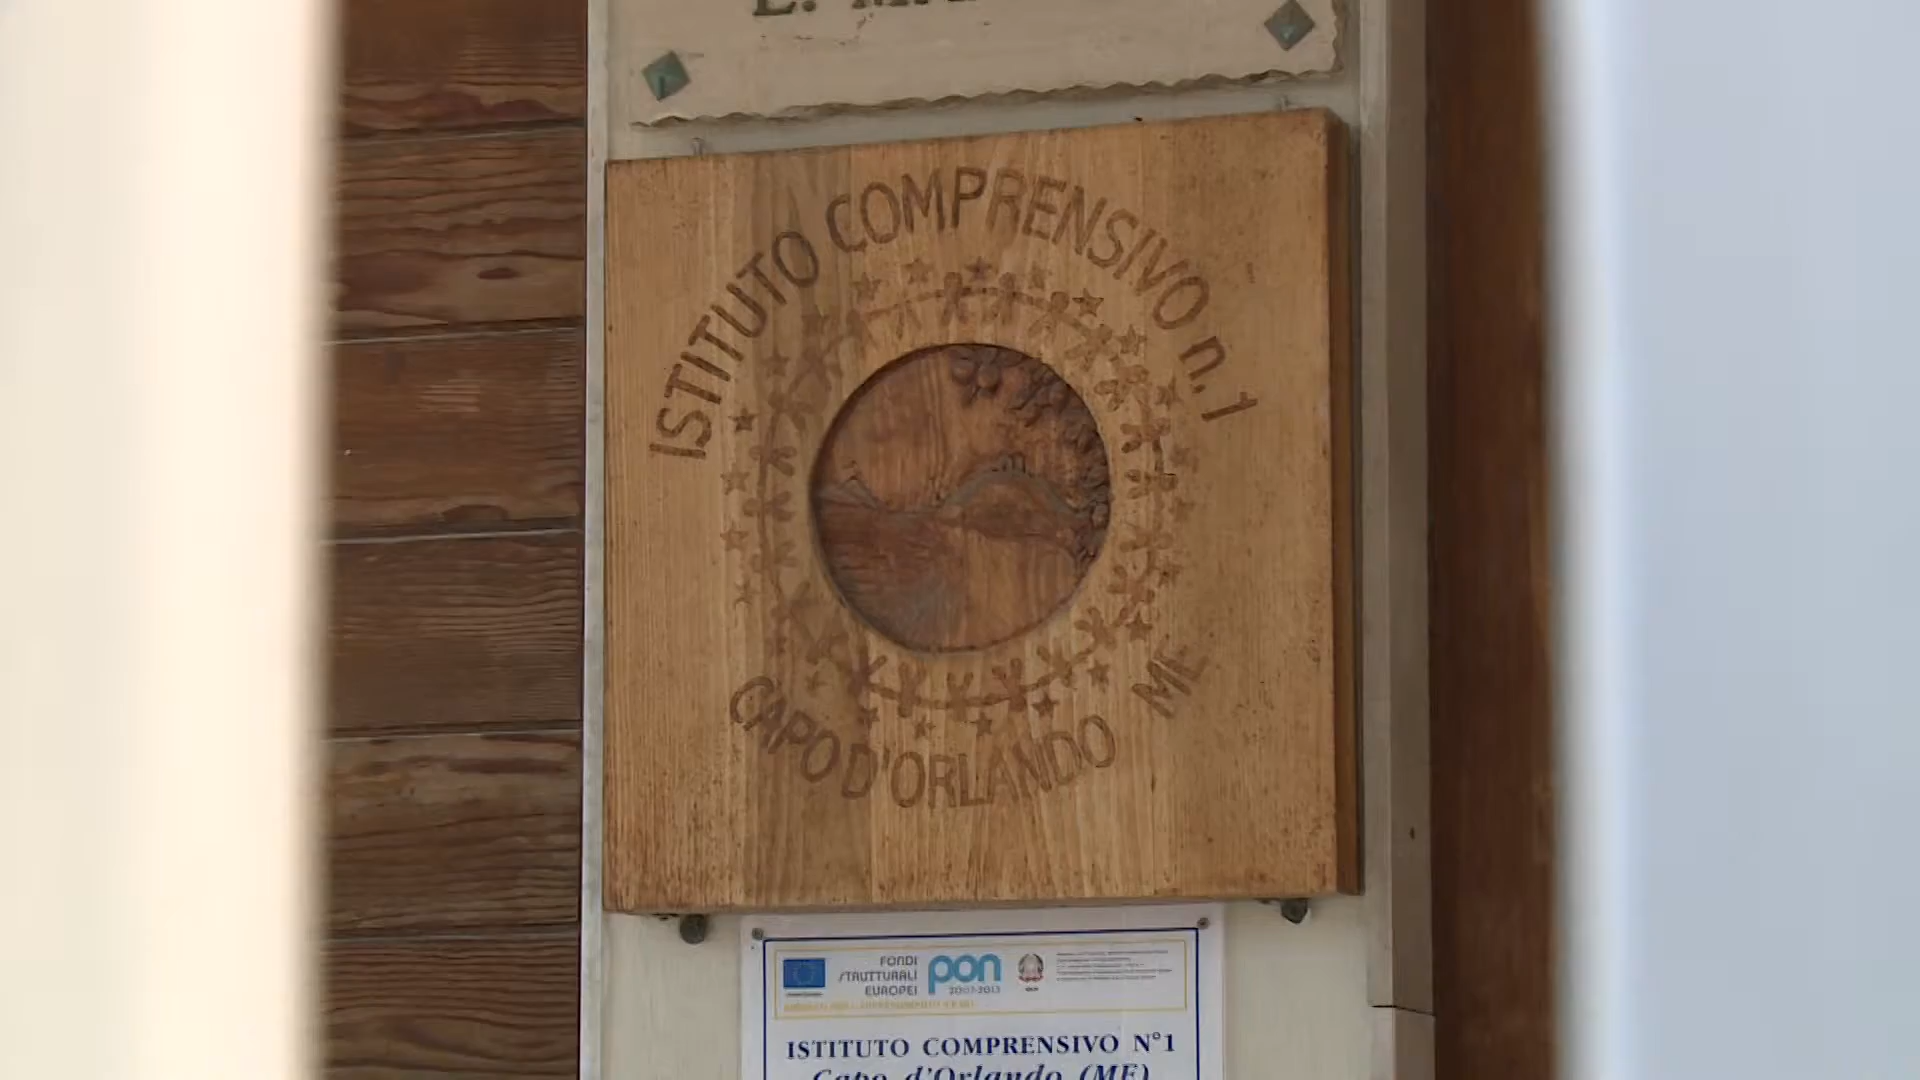 ISTITUTO COMPRENSIVO n.1
CAPO D'ORLANDO ME
FONDI
STRUTTURALI
EUROPEI
pon
2007-2013
ISTITUTO COMPRENSIVO N°1
Capo d'Orlando (ME)